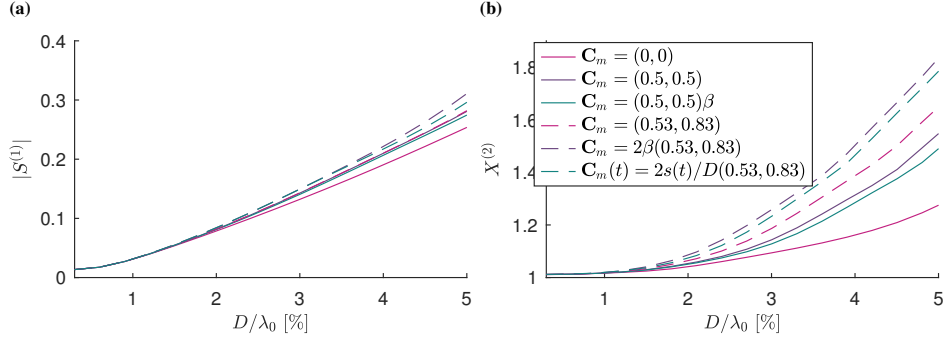 (a)
0.4
0.3
0.2
0.1
0
1
2
3
4
5
|S^{(1)}|
D/λ_0 [%]
(b)
1.8
1.6
1.4
1.2
1
1
2
3
4
5
X^{(2)}
D/λ_0 [%]
C_m = (0, 0)
C_m = (0.5, 0.5)
C_m = (0.5, 0.5)β
C_m = (0.53, 0.83)
C_m = 2β(0.53, 0.83)
C_m(t) = 2s(t)/D(0.53, 0.83)